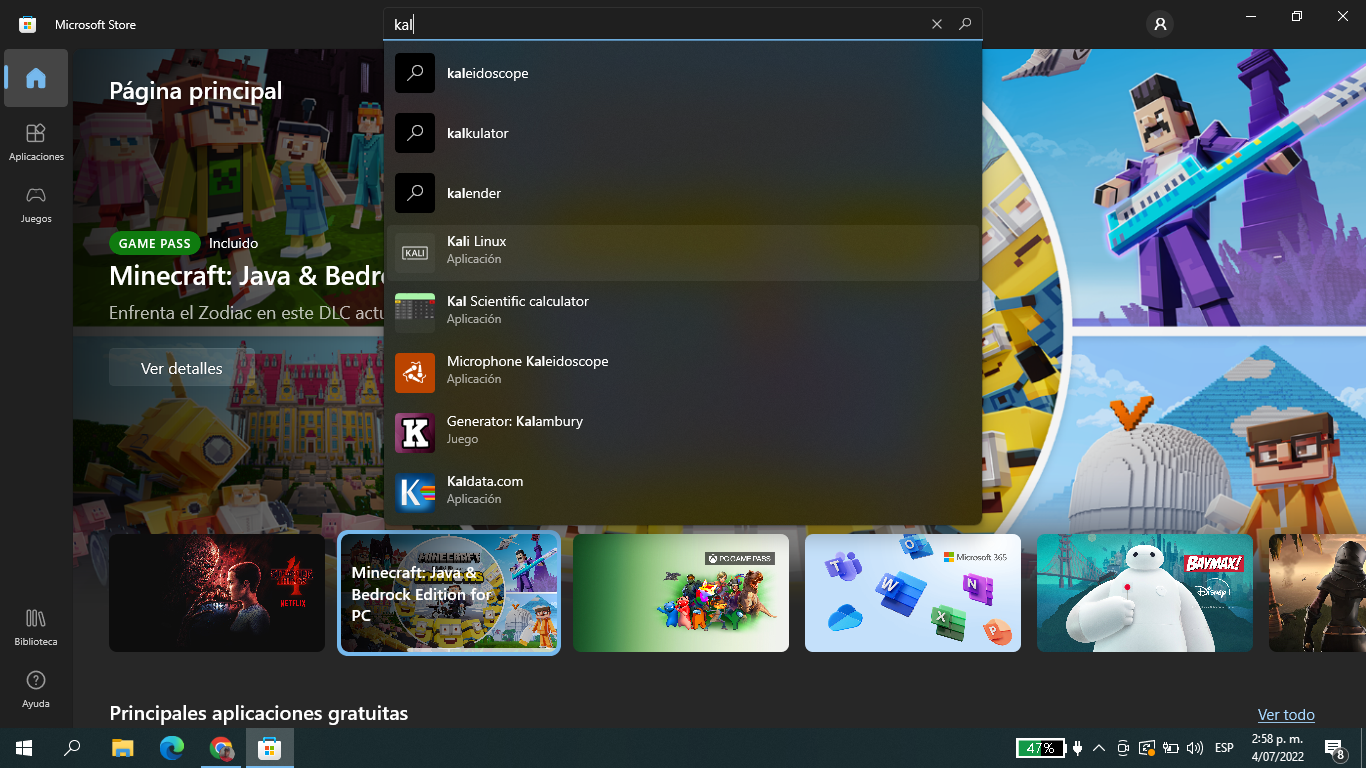 Microsoft Store
kal
Página principal
Aplicaciones
Juegos
kaleidoscope
kalkulator
kalender
KALI
Kali Linux
Aplicación
Kal Scientific calculator
Aplicación
Microphone Kaleidoscope
Aplicación
Generator: Kalambury
Juego
Kaldata.com
Aplicación
GAME PASS Incluido
Minecraft: Java & Bedr
Enfrenta el Zodiac en este DLC actu
Ver detalles
NETFLIX
Minecraft: Java &
Bedrock Edition for
PC
PC GAME PASS
Microsoft 365
BAYMAX!
Disney+
Biblioteca
Ayuda
Principales aplicaciones gratuitas
Ver todo
47%
ESP
2:58 p. m.
4/07/2022
8